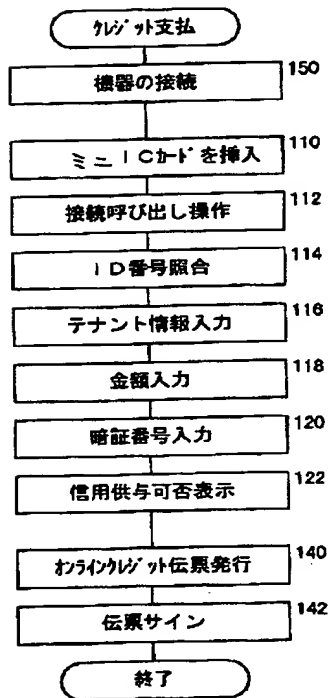 クレジット支払
機器の接続 150
ミニICカードを挿入 110
接続呼び出し操作 112
ID番号照合 114
テナント情報入力 116
金額入力 118
暗証番号入力 120
信用供与可否表示 122
オンラインクレジット伝票発行 140
伝票サイン 142
終了